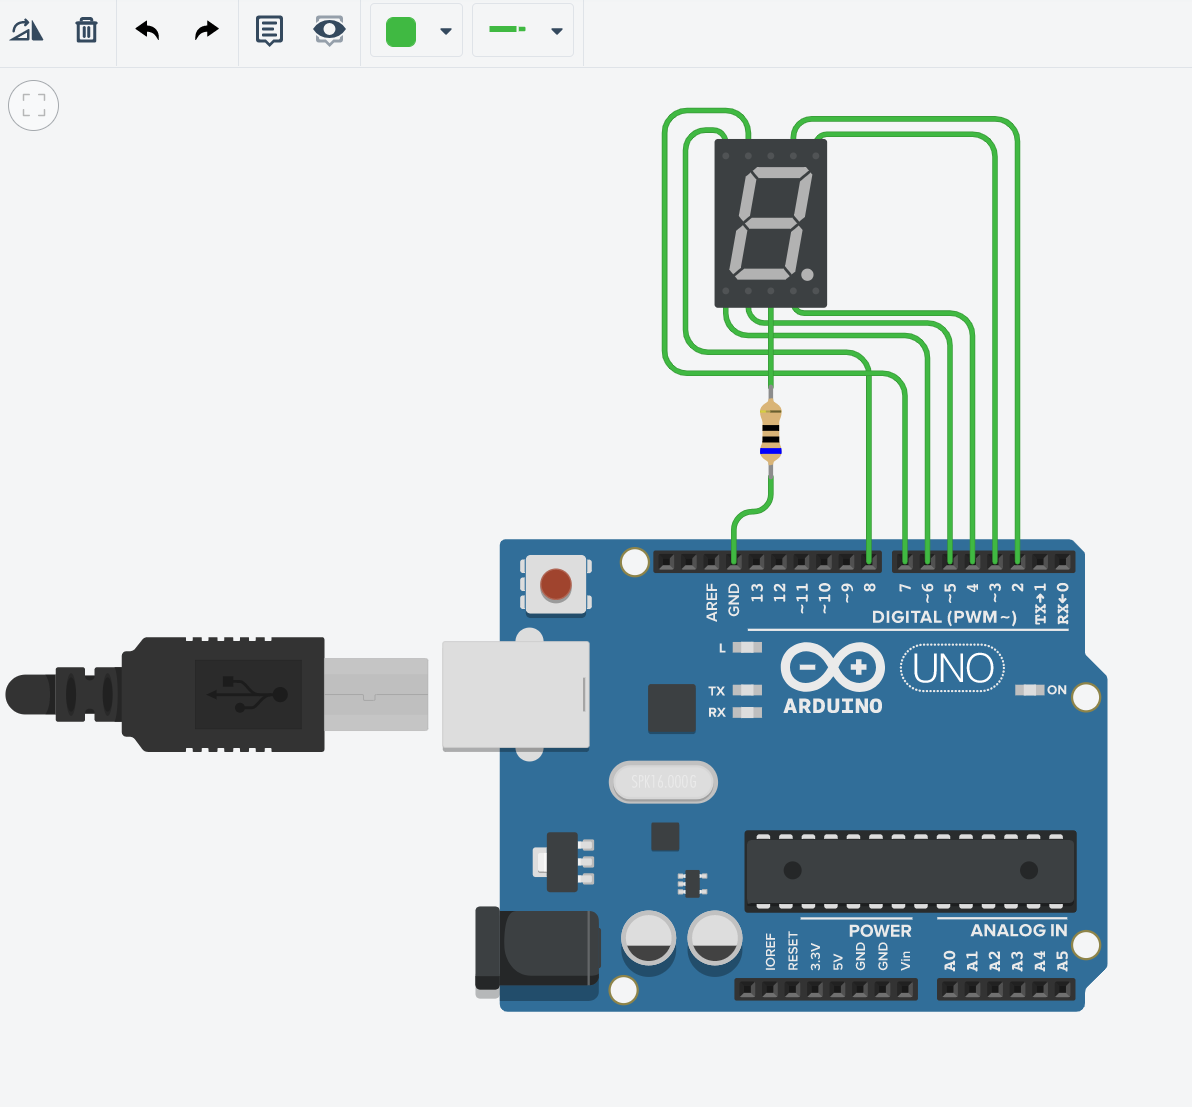 AREF
GND
13
12
~11
~10
~9
8
7
~6
~5
4
~3
2
TX→1
RX←0
DIGITAL (PWM~)
L
TX
RX
ARDUINO
UNO
ON
SPK16.000G
POWER
ANALOG IN
IOREF
RESET
3.3V
5V
GND
GND
Vin
A0
A1
A2
A3
A4
A5